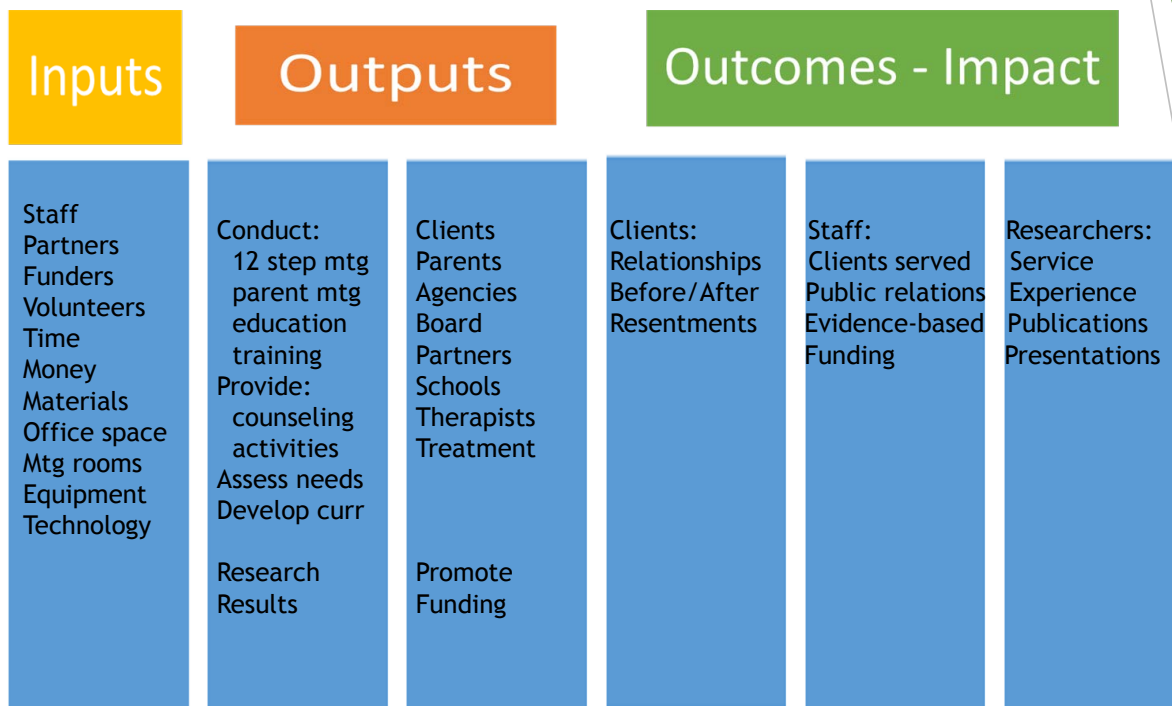 Inputs
Outputs
Outcomes - Impact
Staff
Partners
Funders
Volunteers
Time
Money
Materials
Office space
Mtg rooms
Equipment
Technology
Conduct:
12 step mtg
parent mtg
education
training
Provide:
counseling
activities
Assess needs
Develop curr
Research
Results
Clients
Parents
Agencies
Board
Partners
Schools
Therapists
Treatment
Promote
Funding
Clients:
Relationships
Before/After
Resentments
Staff:
Clients served
Public relations
Evidence-based
Funding
Researchers:
Service
Experience
Publications
Presentations